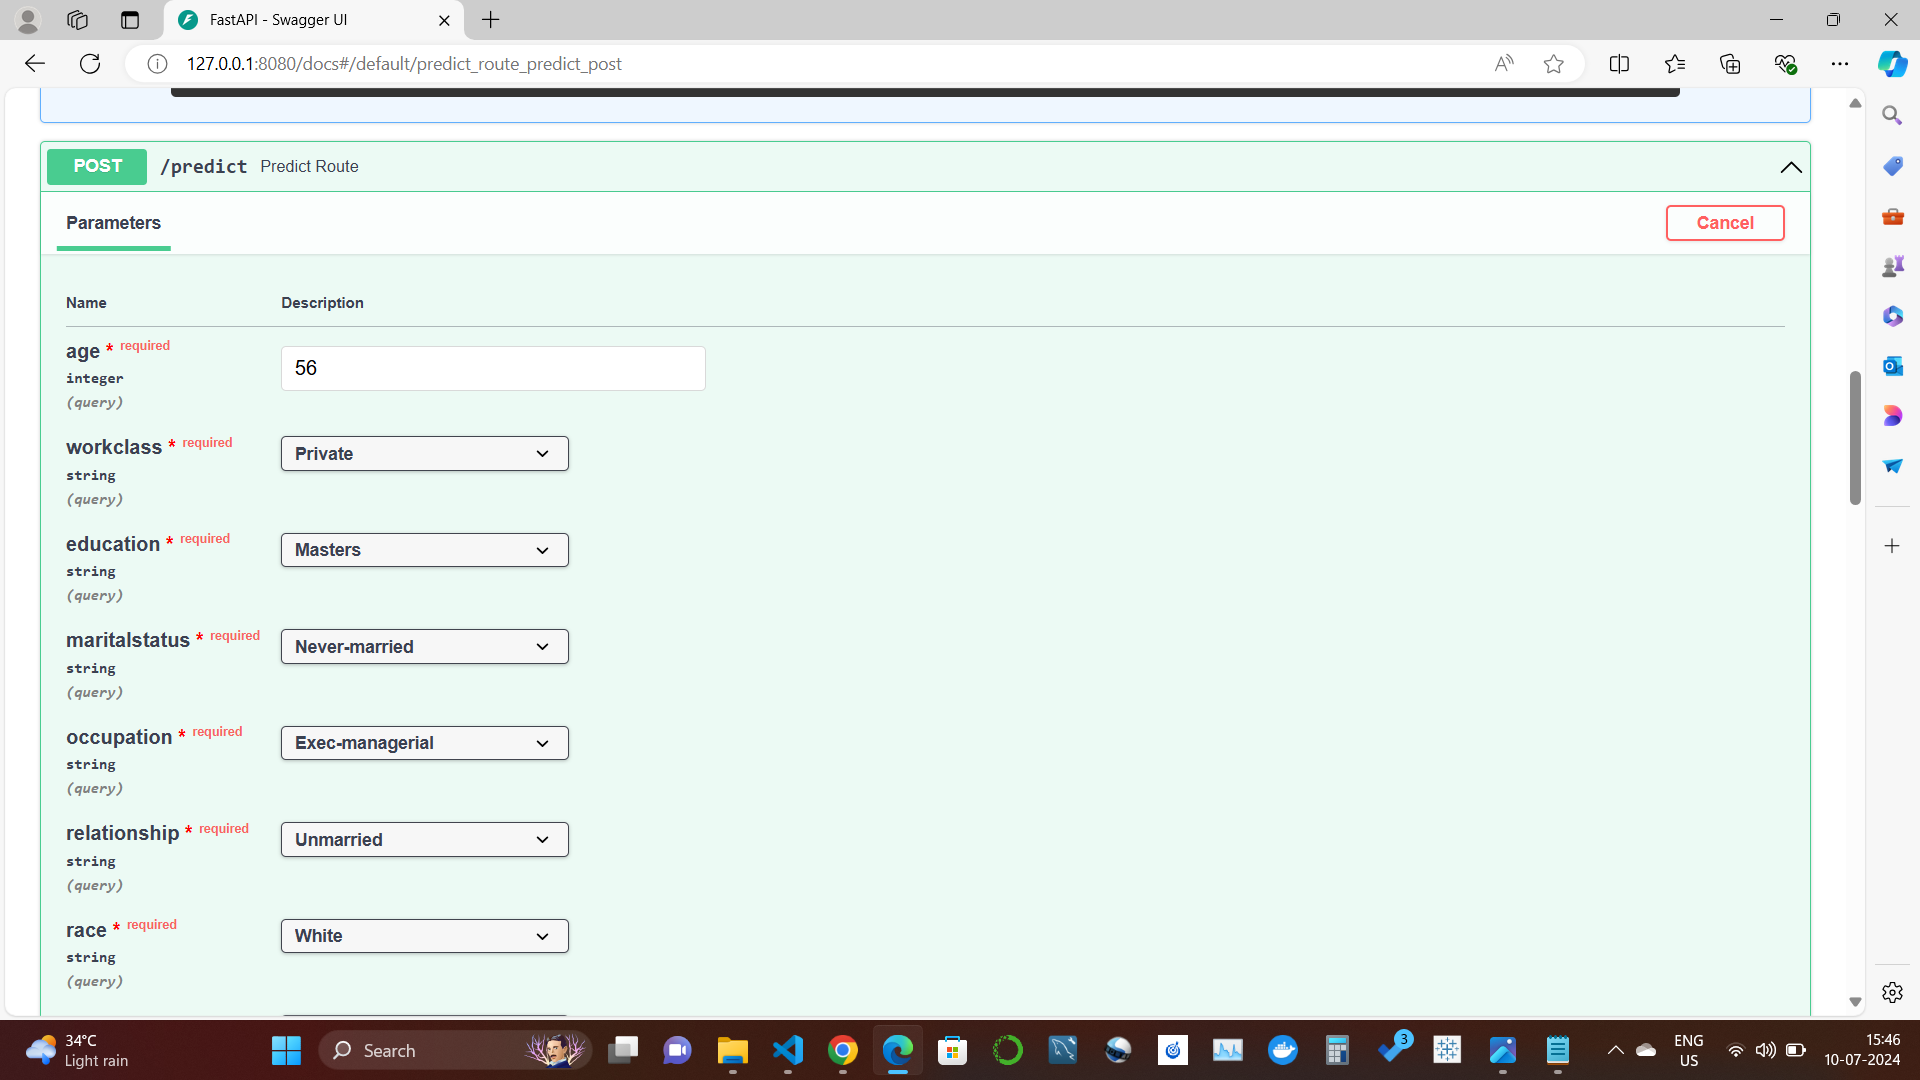 FastAPI - Swagger UI
127.0.0.1:8080/docs#/default/predict_route_predict_post
POST /predict Predict Route
Parameters
Cancel
Name Description
age * required
integer
(query)
56
workclass * required
string
(query)
Private
education * required
string
(query)
Masters
maritalstatus * required
string
(query)
Never-married
occupation * required
string
(query)
Exec-managerial
relationship * required
string
(query)
Unmarried
race * required
string
(query)
White
34°C
Light rain
Search
3
ENG
US
15:46
10-07-2024